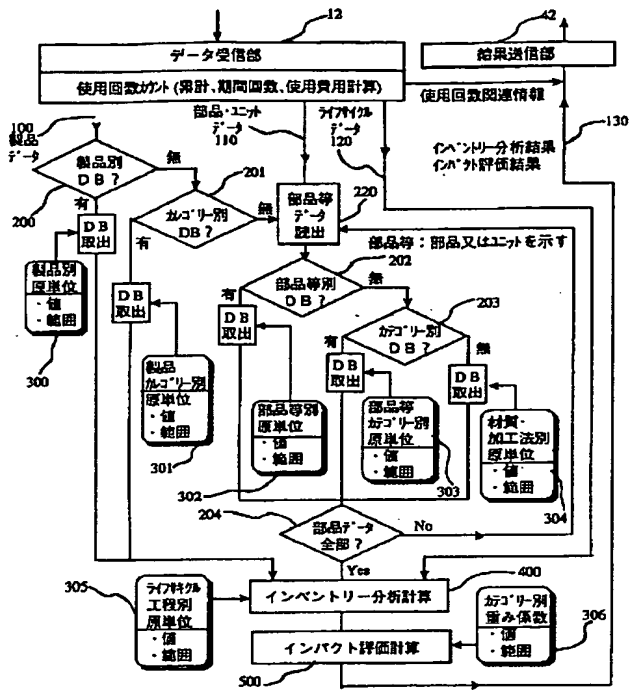 12
42
データ受信部
結果送信部
使用回数カウント(累計、期間回数、使用費用計算)
使用回数関連情報
130
100
製品
データ
部品・ユニット
データ
110
ライフサイクル
データ
120
インベントリー分析結果
インパクト評価結果
製品別
DB?
無
201
200
有
カレゴリー別
DB?
無
有
部品等
データ
読出
220
部品等:部品又はユニットを示す
DB
取出
製品別
原単位
・値
・範囲
300
202
部品等別
DB?
無
有
203
カテゴリー別
DB?
有
無
DB
取出
DB
取出
DB
取出
DB
取出
製品
カレゴリー別
原単位
・値
・範囲
301
部品等別
原単位
・値
・範囲
302
部品等
カテゴリー別
原単位
・値
・範囲
303
材質・
加工法別
原単位
・値
・範囲
304
204
部品データ
全部?
No
Yes
305
ライフサイクル
工程別
原単位
・値
・範囲
インベントリー分析計算
400
カテゴリー別
重み係数
・値
・範囲
306
インパクト評価計算
500